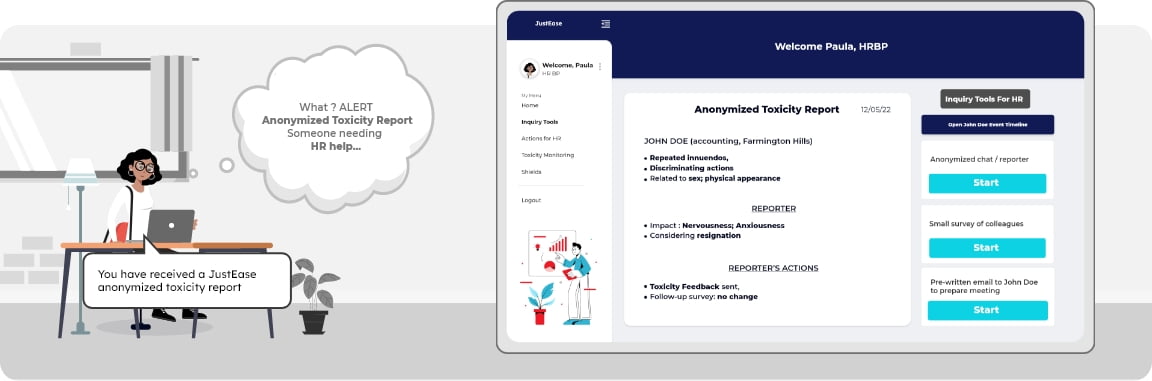 What ? ALERT
Anonymized Toxicity Report
Someone needing
HR help...
You have received a JustEase
anonymized toxicity report
JustEase
Welcome Paula, HRBP
Welcome, Paula
HR BP
My Menu
Home
Inquiry Tools
Actions for HR
Toxicity Monitoring
Shields
Logout
Anonymized Toxicity Report
12/05/22
JOHN DOE (accounting, Farmington Hills)
• Repeated innuendos,
• Discriminating actions
• Related to sex; physical appearance
REPORTER
• Impact : Nervousness; Anxiousness
• Considering resignation
REPORTER'S ACTIONS
• Toxicity Feedback sent,
• Follow-up survey: no change
Inquiry Tools For HR
Open John Doe Event Timeline
Anonymized chat / reporter
Start
Small survey of colleagues
Start
Pre-written email to John Doe
to prepare meeting
Start